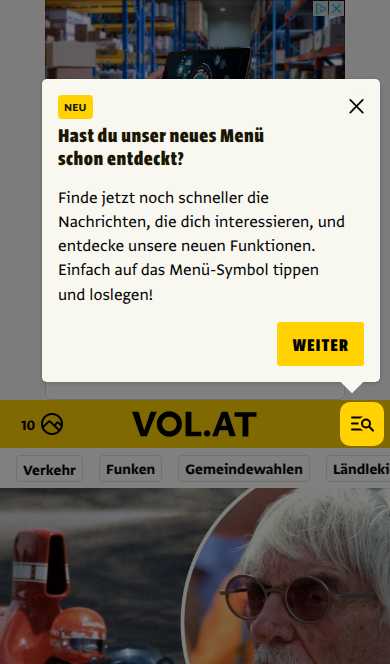 NEU
Hast du unser neues Menü
schon entdeckt?
Finde jetzt noch schneller die
Nachrichten, die dich interessieren, und
entdecke unsere neuen Funktionen.
Einfach auf das Menü-Symbol tippen
und loslegen!
WEITER
10
VOL.AT
Verkehr
Funken
Gemeindewahlen
Ländleki